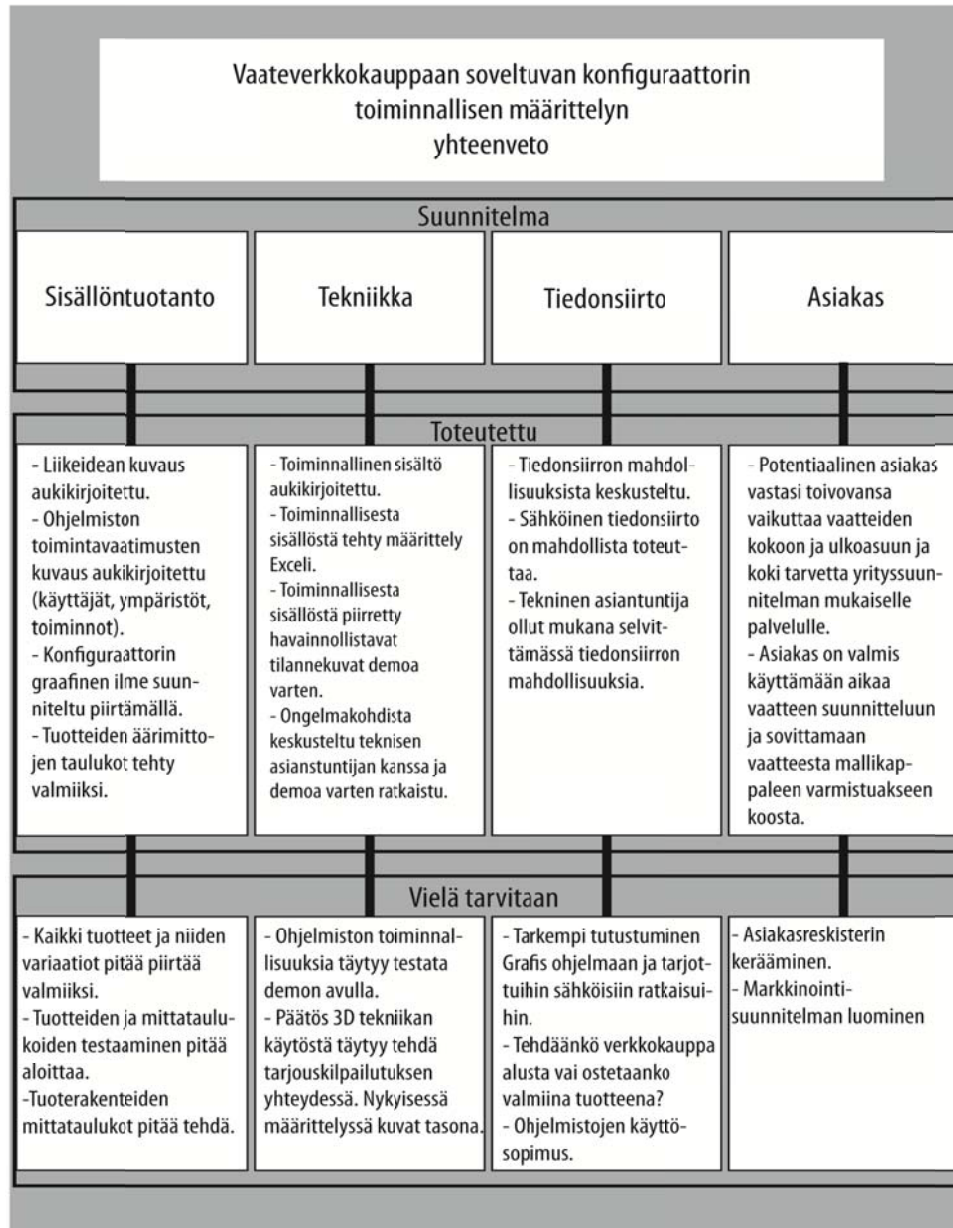 Vaateverkkokauppaan soveltuvan konfiguraattorin
toiminnallisen määrittelyn
yhteenveto
Suunnitelma
Sisällöntuotanto
Tekniikka
Tiedonsiirto
Asiakas
Toteutettu
- Liikeidean kuvaus
aukikirjoitettu.
- Ohjelmiston
toimintavaatimusten
kuvaus aukikirjoitettu
(käyttäjät, ympäristöt,
toiminnot).
- Konfiguraattorin
graafinen ilme suun-
niteltu piirtämällä.
- Tuotteiden äärimitto-
jen taulukot tehty
valmiiksi.
- Toiminnallinen sisältö
aukikirjoitettu.
- Toiminnallisesta
sisällöstä tehty määrittely
Exceli.
- Toiminnallisesta
sisällöstä piirretty
havainnollistavat
tilannekuvat demoa
varten.
- Ongelmakohdista
keskusteltu teknisen
asianstuntijan kanssa ja
demoa varten ratkaistu.
- Tiedonsiirron mahdol-
lisuuksista keskusteltu.
- Sähköinen tiedonsiirto
on mahdollista toteut-
taa.
- Tekninen asiantuntija
ollut mukana selvit-
tämässä tiedonsiirron
mahdollisuuksia.
- Potentiaalinen asiakas
vastasi toivovansa
vaikuttaa vaatteiden
kokoon ja ulkoasuun ja
koki tarvetta yrityssuun-
nitelman mukaiselle
palvelulle.
- Asiakas on valmis
käyttämään aikaa
vaatteen suunnitteluun
ja sovittamaan
vaatteesta mallikap-
paleen varmistuakseen
koosta.
Vielä tarvitaan
- Kaikki tuotteet ja niiden
variaatiot pitää piirtää
valmiiksi.
- Tuotteiden ja mittataulu-
koiden testaaminen pitää
aloittaa.
-Tuoterakenteiden
mittataulukot pitää tehdä.
- Ohjelmiston toiminnal-
lisuuksia täytyy testata
demon avulla.
- Päätös 3D tekniikan
käytöstä täytyy tehdä
tarjouskilpailutuksen
yhteydessä. Nykyisessä
määrittelyssä kuvat tasona.
- Tarkempi tutustuminen
Grafis ohjelmaan ja tarjot-
tuihin sähköisiin ratkaisui-
hin.
- Tehdäänkö verkkokauppa
alusta vai ostetaanko
valmiina tuotteena?
- Ohjelmistojen käyttö-
sopimus.
- Asiakasreskisterin
kerääminen.
- Markkinointi-
suunnitelman luominen